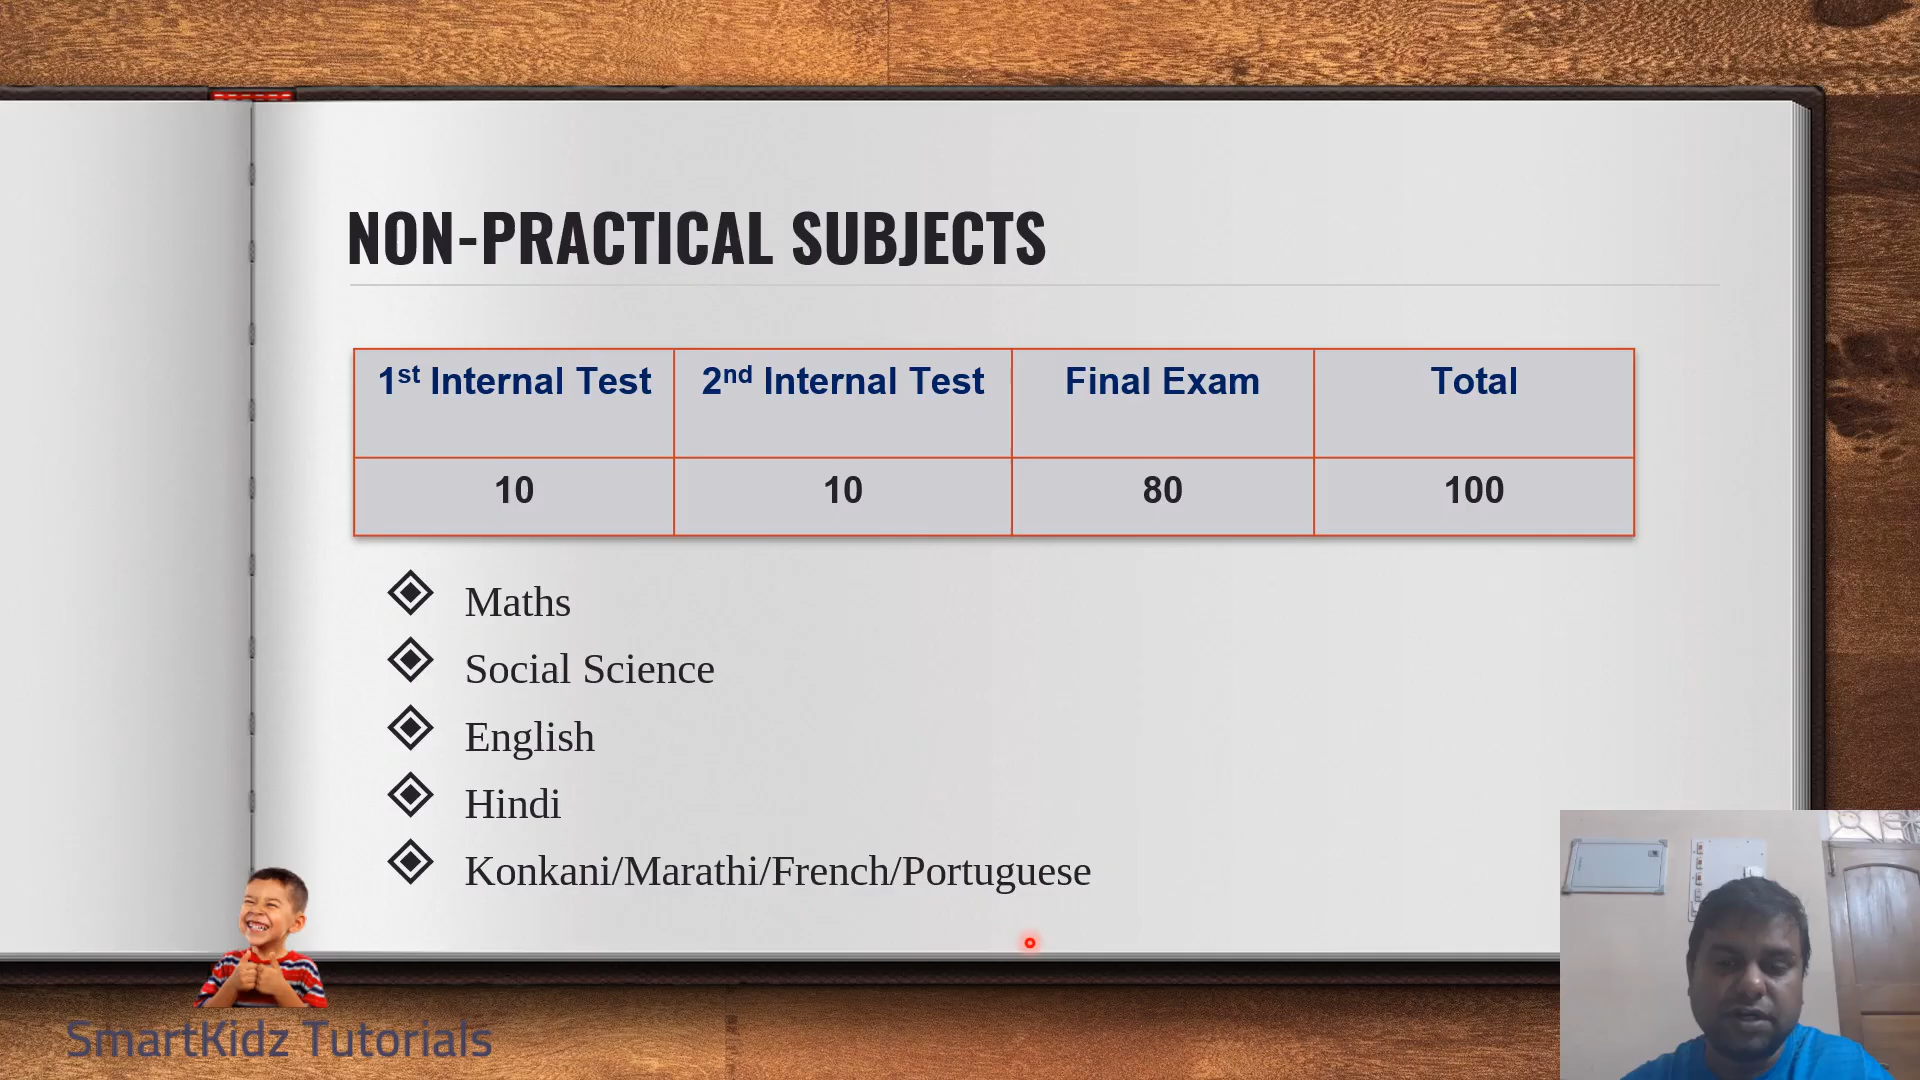 NON-PRACTICAL SUBJECTS
1st Internal Test 2nd Internal Test Final Exam Total
10 10 80 100
Maths
Social Science
English
Hindi
Konkani/Marathi/French/Portuguese
SmartKidz Tutorials